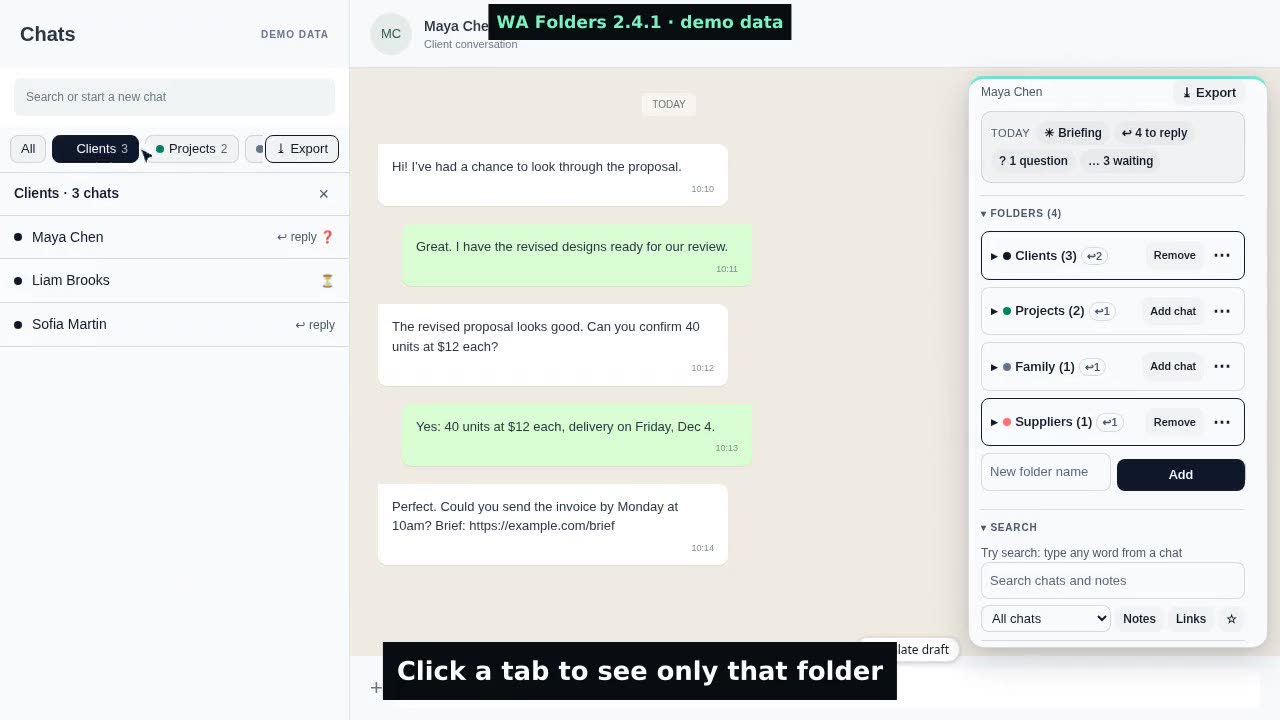 Chats
DEMO DATA
Search or start a new chat
All
Clients 3
Projects 2
⤓ Export
Clients · 3 chats
×
Maya Chen
↩ reply ❓
Liam Brooks
⏳
Sofia Martin
↩ reply
MC
Maya Che
Client conversation
WA Folders 2.4.1 · demo data
TODAY
Hi! I've had a chance to look through the proposal.
10:10
Great. I have the revised designs ready for our review.
10:11
The revised proposal looks good. Can you confirm 40
units at $12 each?
10:12
Yes: 40 units at $12 each, delivery on Friday, Dec 4.
10:13
Perfect. Could you send the invoice by Monday at
10am? Brief: https://example.com/brief
10:14
draft
+
Click a tab to see only that folder
Maya Chen
⤓ Export
TODAY ☀ Briefing ↩ 4 to reply
? 1 question … 3 waiting
▾ FOLDERS (4)
▸ Clients (3) ↩2 Remove ⋯
▸ Projects (2) ↩1 Add chat ⋯
▸ Family (1) ↩1 Add chat ⋯
▸ Suppliers (1) ↩1 Remove ⋯
New folder name
Add
▾ SEARCH
Try search: type any word from a chat
Search chats and notes
All chats
Notes
Links
☆